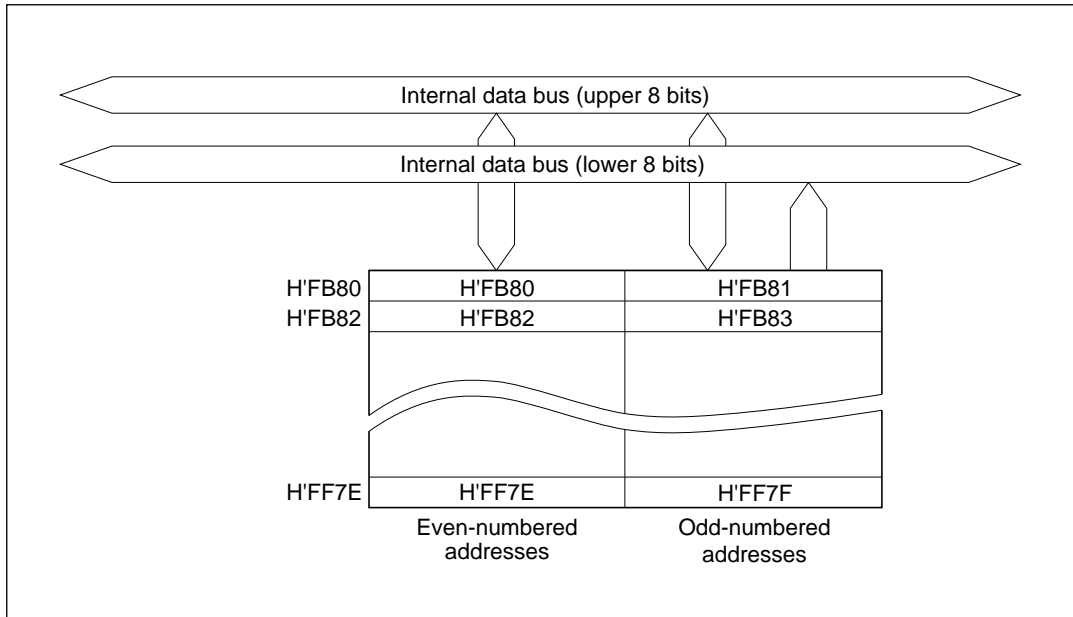 Internal data bus (upper 8 bits)
Internal data bus (lower 8 bits)
H'FB80 H'FB80 H'FB81
H'FB82 H'FB82 H'FB83
H'FF7E H'FF7E H'FF7F
Even-numbered addresses
Odd-numbered addresses